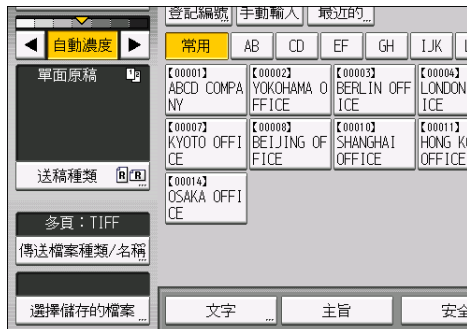 登記編號 手動輸入 最近的
自動濃度
常用 AB CD EF GH IJK
單面原稿
【00001】 【00002】 【00003】 【00004】
ABCD COMPA YOKOHAMA O BERLIN OFF LONDON
NY FFICE ICE ICE
【00007】 【00008】 【00010】 【00011】
KYOTO OFFI BEIJING OF SHANGHAI HONG K
CE FICE OFFICE OFFICE
送稿種類 R R
【00014】
OSAKA OFFI
CE
多頁：TIFF
傳送檔案種類/名稱
選擇儲存的檔案
文字 主旨 安全